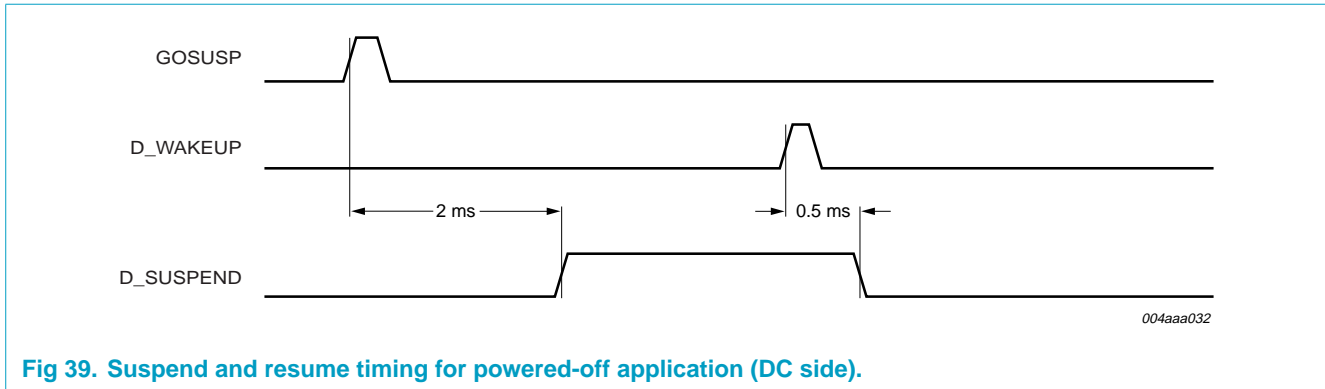 GOSUSP
D_WAKEUP
2 ms
0.5 ms
D_SUSPEND
004aaa032
Fig 39. Suspend and resume timing for powered-off application (DC side).